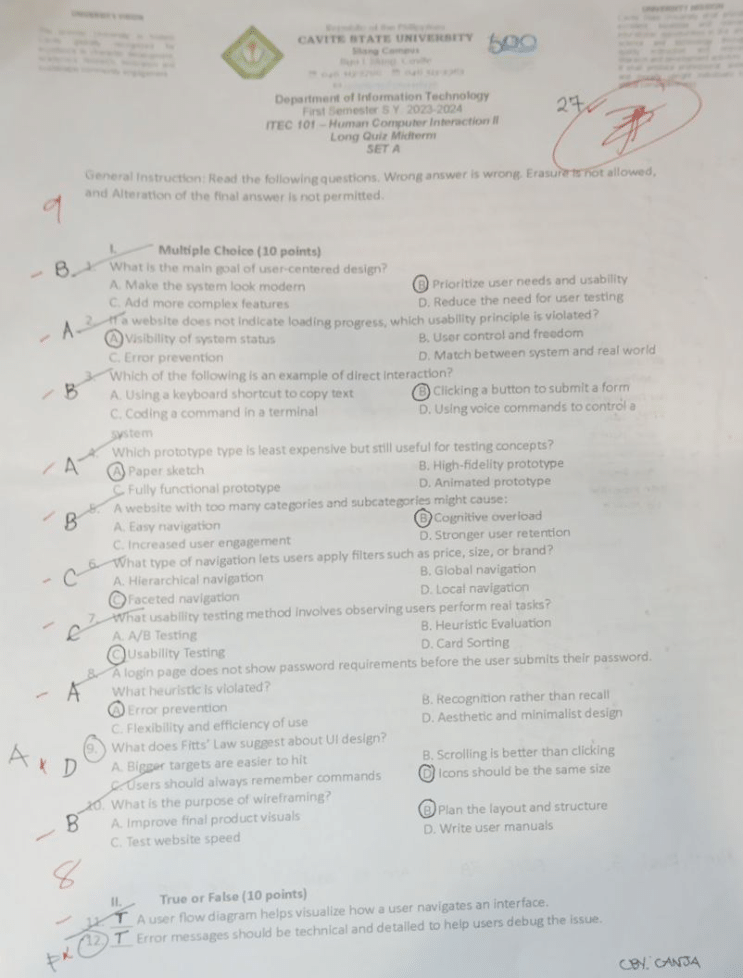 UNIVERSITY VISION
UNIVERSITY MISSION
Republic of the Philippines
CAVITE STATE UNIVERSITY
Silang Campus
Department of Information Technology
First Semester S.Y. 2023-2024
ITEC 101 – Human Computer Interaction II
Long Quiz Midterm
SET A
27
General Instruction: Read the following questions. Wrong answer is wrong. Erasure is not allowed,
and Alteration of the final answer is not permitted.
9
I. Multiple Choice (10 points)
B 1. What is the main goal of user-centered design?
A. Make the system look modern B. Prioritize user needs and usability
C. Add more complex features D. Reduce the need for user testing
A 2. If a website does not indicate loading progress, which usability principle is violated?
A. Visibility of system status B. User control and freedom
C. Error prevention D. Match between system and real world
B 3. Which of the following is an example of direct interaction?
A. Using a keyboard shortcut to copy text B. Clicking a button to submit a form
C. Coding a command in a terminal D. Using voice commands to control a
system
A 4. Which prototype type is least expensive but still useful for testing concepts?
A. Paper sketch B. High-fidelity prototype
C. Fully functional prototype D. Animated prototype
B 5. A website with too many categories and subcategories might cause:
A. Easy navigation B. Cognitive overload
C. Increased user engagement D. Stronger user retention
C 6. What type of navigation lets users apply filters such as price, size, or brand?
A. Hierarchical navigation B. Global navigation
C. Faceted navigation D. Local navigation
C 7. What usability testing method involves observing users perform real tasks?
A. A/B Testing B. Heuristic Evaluation
C. Usability Testing D. Card Sorting
A 8. A login page does not show password requirements before the user submits their password.
What heuristic is violated?
A. Error prevention B. Recognition rather than recall
C. Flexibility and efficiency of use D. Aesthetic and minimalist design
A x D 9. What does Fitts' Law suggest about UI design?
A. Bigger targets are easier to hit B. Scrolling is better than clicking
C. Users should always remember commands D. Icons should be the same size
B 10. What is the purpose of wireframing?
A. Improve final product visuals B. Plan the layout and structure
C. Test website speed D. Write user manuals
8
II. True or False (10 points)
11. T A user flow diagram helps visualize how a user navigates an interface.
F x 12. T Error messages should be technical and detailed to help users debug the issue.
CBY: CANJA